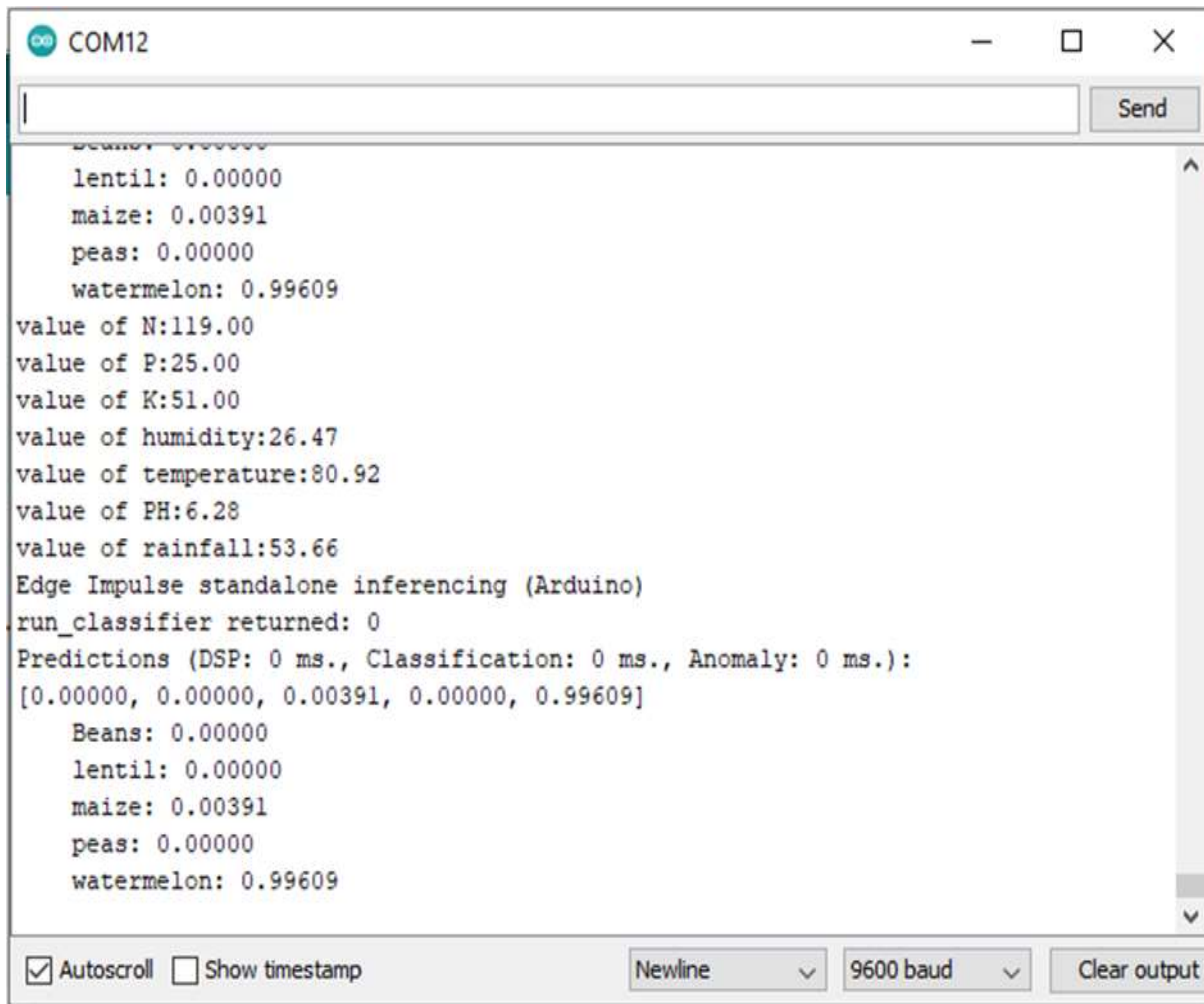 COM12
Send
lentil: 0.00000
maize: 0.00391
peas: 0.00000
watermelon: 0.99609
value of N:119.00
value of P:25.00
value of K:51.00
value of humidity:26.47
value of temperature:80.92
value of PH:6.28
value of rainfall:53.66
Edge Impulse standalone inferencing (Arduino)
run_classifier returned: 0
Predictions (DSP: 0 ms., Classification: 0 ms., Anomaly: 0 ms.):
[0.00000, 0.00000, 0.00391, 0.00000, 0.99609]
Beans: 0.00000
lentil: 0.00000
maize: 0.00391
peas: 0.00000
watermelon: 0.99609
Autoscroll Show timestamp Newline 9600 baud Clear output